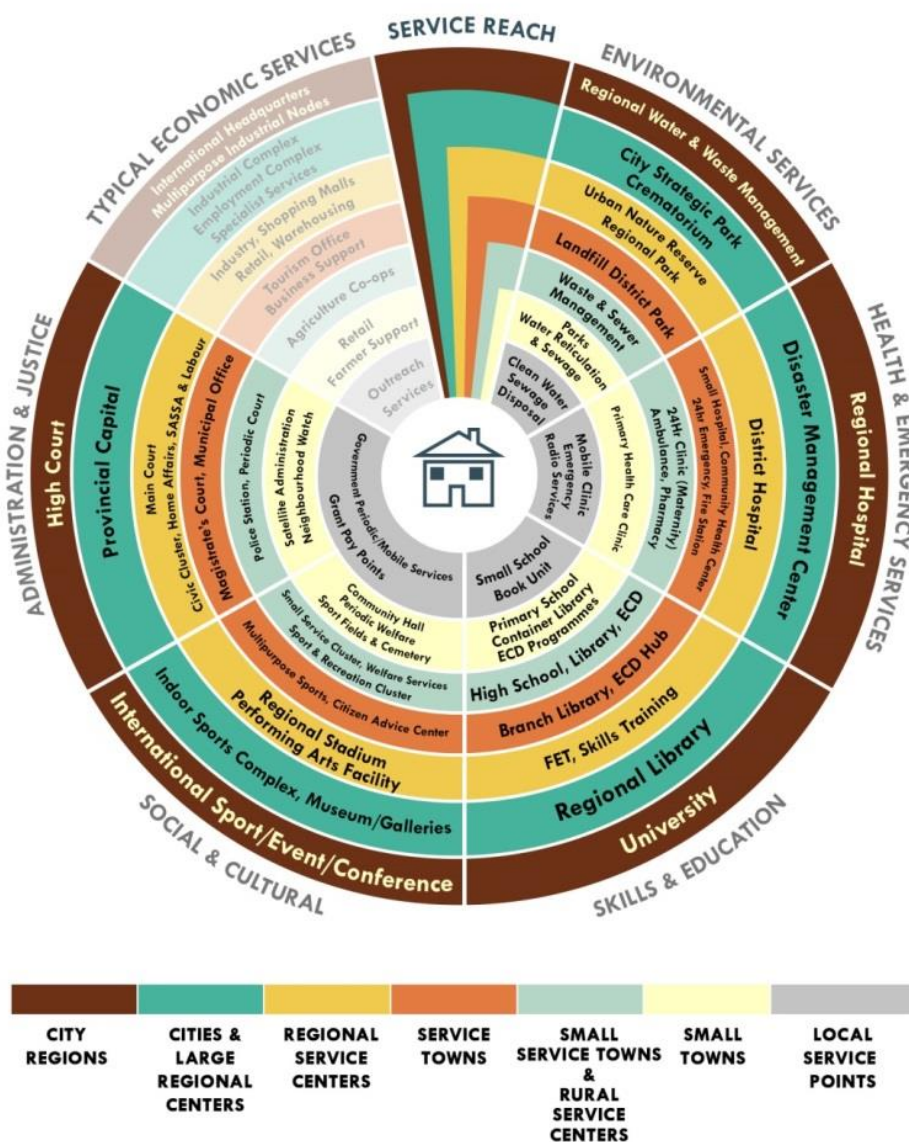 SERVICE REACH
TYPICAL ECONOMIC SERVICES
International Headquarters
Multipurpose Industrial Nodes
Industrial Complex
Employment Complex
Specialist Services
Industry, Shopping Malls
Retail, Warehousing
Tourism Office
Business Support
Agriculture Co-ops
Retail
Farmer Support
Outreach
Services
ENVIRONMENTAL SERVICES
Regional Water & Waste Management
City Strategic Park
Crematorium
Urban Nature Reserve
Regional Park
Landfill District Park
Waste & Sewer
Management
Parks
Water Reticulation
& Sewage
Clean Water
Sewage
Disposal
HEALTH & EMERGENCY SERVICES
Regional Hospital
Disaster Management Center
District Hospital
Small Hospital, Community Health Center
24hr Emergency, Fire Station
24Hr Clinic (Maternity)
Ambulance, Pharmacy
Primary Health Care Clinic
Mobile Clinic
Emergency
Radio Services
SKILLS & EDUCATION
University
Regional Library
FET, Skills Training
Branch Library, ECD Hub
High School, Library, ECD
Primary School
Container Library
ECD Programmes
Small School
Book Unit
SOCIAL & CULTURAL
International Sport/Event/Conference
Indoor Sports Complex, Museum/Galleries
Regional Stadium
Performing Arts Facility
Multipurpose Sports, Citizen Advice Center
Small Service Cluster, Welfare Services
Sport & Recreation Cluster
Community Hall
Periodic Welfare
Sport Fields & Cemetery
ADMINISTRATION & JUSTICE
High Court
Provincial Capital
Main Court
Civic Cluster, Home Affairs, SASSA & Labour
Magistrate's Court, Municipal Office
Police Station, Periodic Court
Satellite Administration
Neighbourhood Watch
Government Periodic/Mobile Services
Grant Pay Points
CITY
REGIONS
CITIES &
LARGE
REGIONAL
CENTERS
REGIONAL
SERVICE
CENTERS
SERVICE
TOWNS
SMALL
SERVICE TOWNS
&
RURAL
SERVICE
CENTERS
SMALL
TOWNS
LOCAL
SERVICE
POINTS